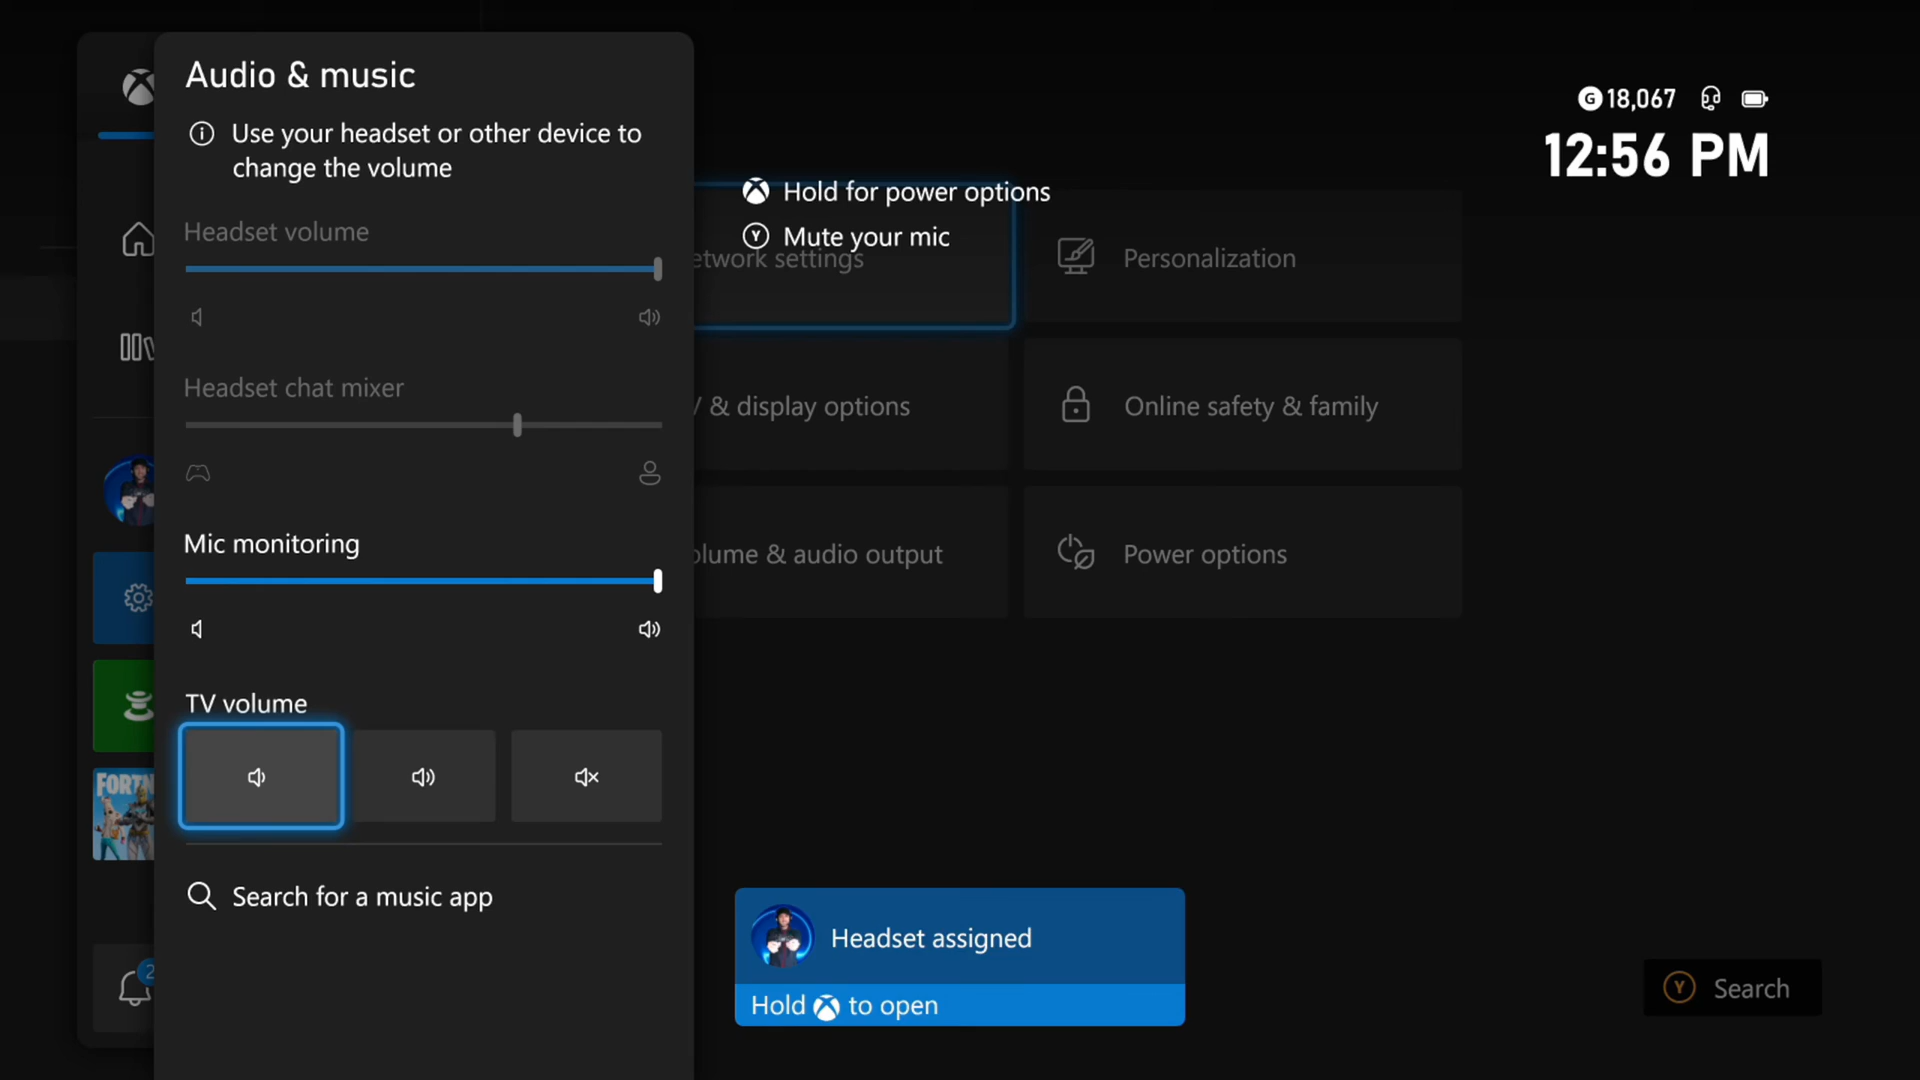 Audio & music
Use your headset or other device to
change the volume
Headset volume
Headset chat mixer
Mic monitoring
TV volume
Search for a music app
FORTN
2
G 18,067
12:56 PM
Hold for power options
Y Mute your mic
etwork settings
Personalization
V & display options
Online safety & family
olume & audio output
Power options
Headset assigned
Hold to open
Y Search